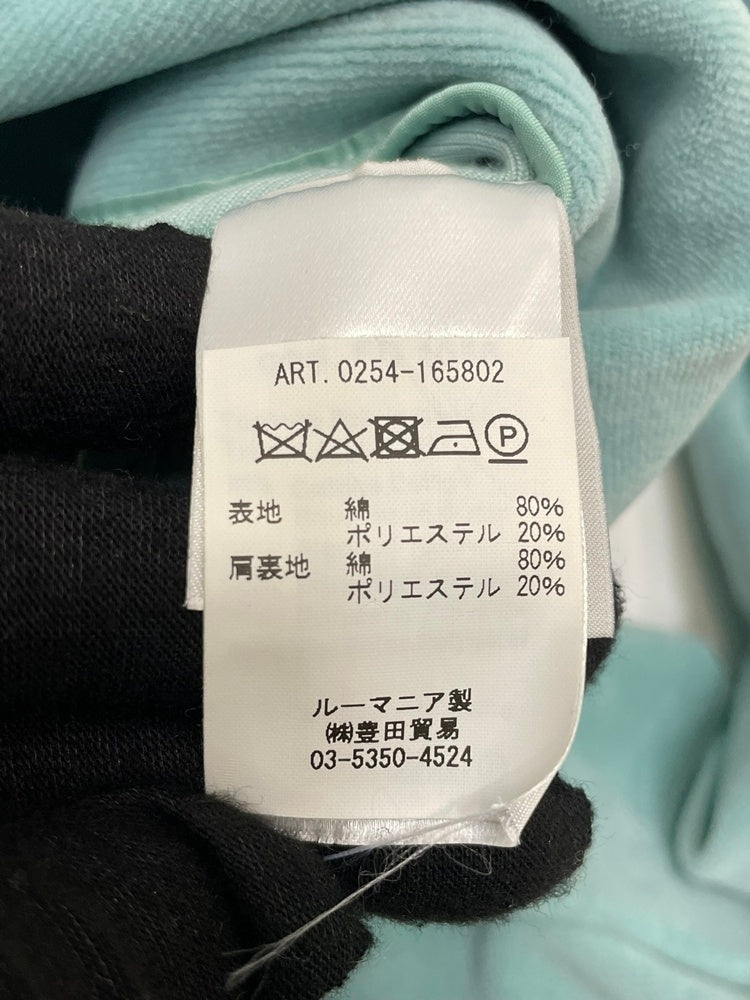 ART. 0254-165802
P
表地 綿 80%
ポリエステル 20%
肩裏地 綿 80%
ポリエステル 20%
ルーマニア製
㈱豊田貿易
03-5350-4524